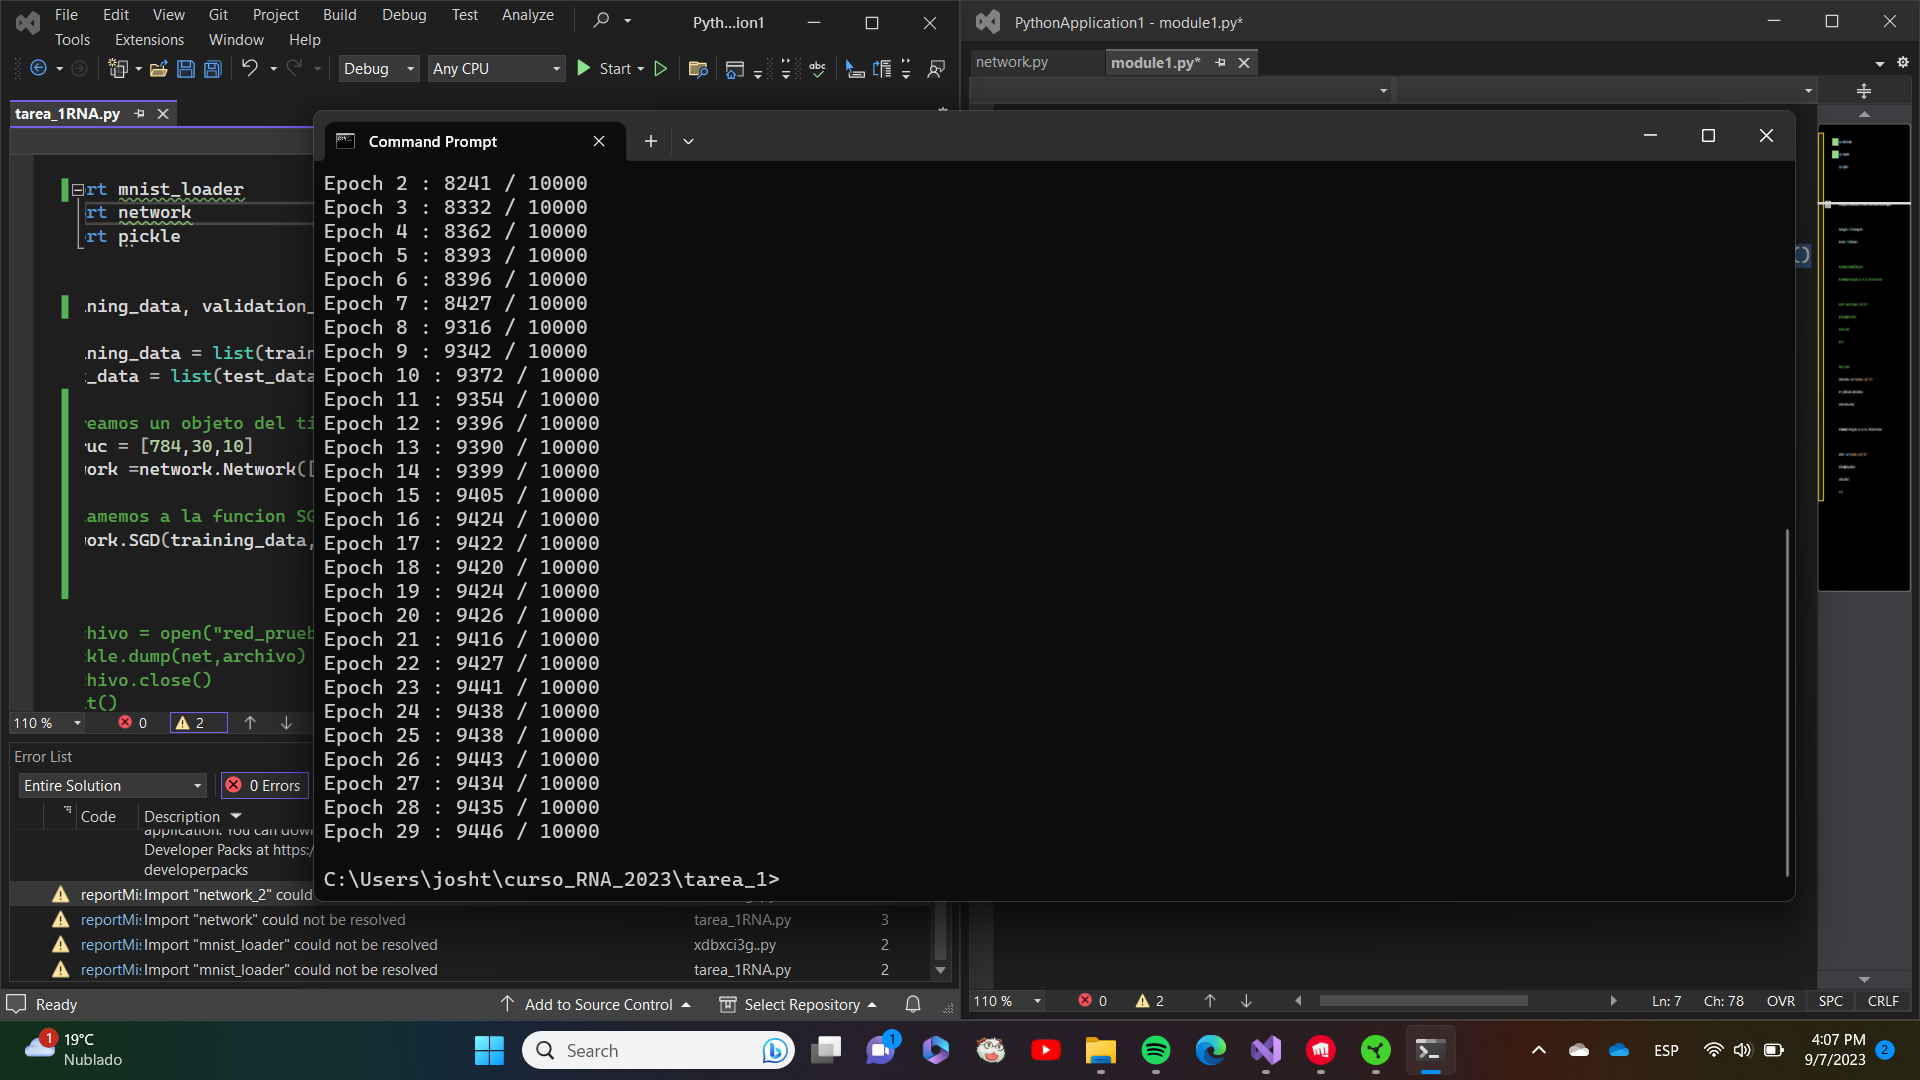 File Edit View Git Project Build Debug Test Analyze
Pyth...ion1
Tools Extensions Window Help
Debug Any CPU Start
tarea_1RNA.py
rt mnist_loader
rt network
rt pickle
ning_data, validation_
ning_data = list(train
_data = list(test_data
reamos un objeto del ti
ruc = [784,30,10]
work =network.Network([
amemos a la funcion SG
work.SGD(training_data,
hivo = open("red_prueb
kle.dump(net,archivo)
hivo.close()
t()
110 % 0 2
Error List
Entire Solution 0 Errors
Code Description
application. You can down
Developer Packs at https:/
developerpacks
reportMi: Import "network_2" could
reportMi: Import "network" could not be resolved tarea_1RNA.py 3
reportMi: Import "mnist_loader" could not be resolved xdbxci3g..py 2
reportMi: Import "mnist_loader" could not be resolved tarea_1RNA.py 2
Ready Add to Source Control Select Repository
PythonApplication1 - module1.py*
network.py module1.py*
()
110 % 0 2 Ln: 7 Ch: 78 OVR SPC CRLF
Command Prompt
Epoch 2 : 8241 / 10000
Epoch 3 : 8332 / 10000
Epoch 4 : 8362 / 10000
Epoch 5 : 8393 / 10000
Epoch 6 : 8396 / 10000
Epoch 7 : 8427 / 10000
Epoch 8 : 9316 / 10000
Epoch 9 : 9342 / 10000
Epoch 10 : 9372 / 10000
Epoch 11 : 9354 / 10000
Epoch 12 : 9396 / 10000
Epoch 13 : 9390 / 10000
Epoch 14 : 9399 / 10000
Epoch 15 : 9405 / 10000
Epoch 16 : 9424 / 10000
Epoch 17 : 9422 / 10000
Epoch 18 : 9420 / 10000
Epoch 19 : 9424 / 10000
Epoch 20 : 9426 / 10000
Epoch 21 : 9416 / 10000
Epoch 22 : 9427 / 10000
Epoch 23 : 9441 / 10000
Epoch 24 : 9438 / 10000
Epoch 25 : 9438 / 10000
Epoch 26 : 9443 / 10000
Epoch 27 : 9434 / 10000
Epoch 28 : 9435 / 10000
Epoch 29 : 9446 / 10000
C:\Users\josht\curso_RNA_2023\tarea_1>
1 19°C
Nublado
Search
1
ESP
4:07 PM
9/7/2023
2